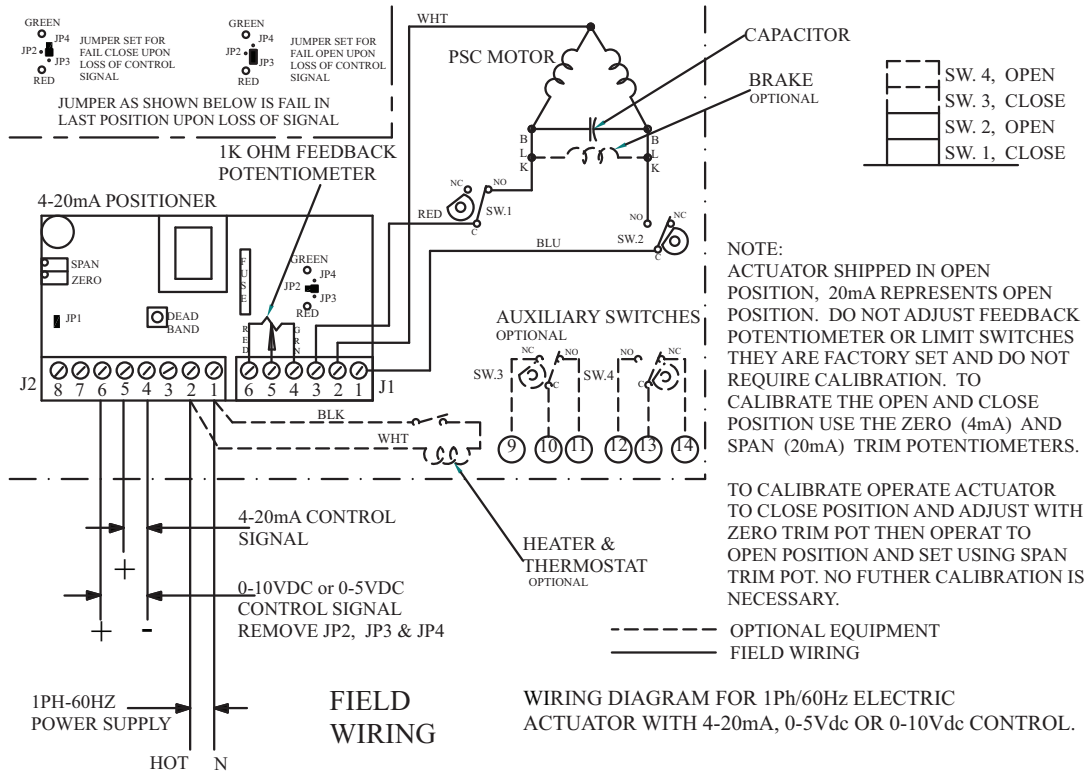 GREEN
JP4
JP2
JP3
RED
JUMPER SET FOR
FAIL CLOSE UPON
LOSS OF CONTROL
SIGNAL
GREEN
JP4
JP2
JP3
RED
JUMPER SET FOR
FAIL OPEN UPON
LOSS OF CONTROL
SIGNAL
JUMPER AS SHOWN BELOW IS FAIL IN
LAST POSITION UPON LOSS OF SIGNAL
WHT
PSC MOTOR
CAPACITOR
BRAKE
OPTIONAL
BLK
BLK
SW. 4, OPEN
SW. 3, CLOSE
SW. 2, OPEN
SW. 1, CLOSE
1K OHM FEEDBACK
POTENTIOMETER
NC
NO
RED
SW.1
C
NO
NC
BLU
SW.2
C
4-20mA POSITIONER
SPAN
ZERO
JP1
DEAD
BAND
FUSE
GREEN
JP4
JP2
JP3
RED
RED
GRN
J2
8 7 6 5 4 3 2 1
6 5 4 3 2 1
J1
AUXILIARY SWITCHES
OPTIONAL
NC
NO
SW.3
C
SW.4
NO
NC
C
9 10 11 12 13 14
BLK
WHT
HEATER &
THERMOSTAT
OPTIONAL
NOTE:
ACTUATOR SHIPPED IN OPEN
POSITION, 20mA REPRESENTS OPEN
POSITION. DO NOT ADJUST FEEDBACK
POTENTIOMETER OR LIMIT SWITCHES
THEY ARE FACTORY SET AND DO NOT
REQUIRE CALIBRATION. TO
CALIBRATE THE OPEN AND CLOSE
POSITION USE THE ZERO (4mA) AND
SPAN (20mA) TRIM POTENTIOMETERS.
TO CALIBRATE OPERATE ACTUATOR
TO CLOSE POSITION AND ADJUST WITH
ZERO TRIM POT THEN OPERAT TO
OPEN POSITION AND SET USING SPAN
TRIM POT. NO FUTHER CALIBRATION IS
NECESSARY.
4-20mA CONTROL
SIGNAL
+
0-10VDC or 0-5VDC
CONTROL SIGNAL
REMOVE JP2, JP3 & JP4
+ -
OPTIONAL EQUIPMENT
FIELD WIRING
1PH-60HZ
POWER SUPPLY
HOT N
FIELD
WIRING
WIRING DIAGRAM FOR 1Ph/60Hz ELECTRIC
ACTUATOR WITH 4-20mA, 0-5Vdc OR 0-10Vdc CONTROL.